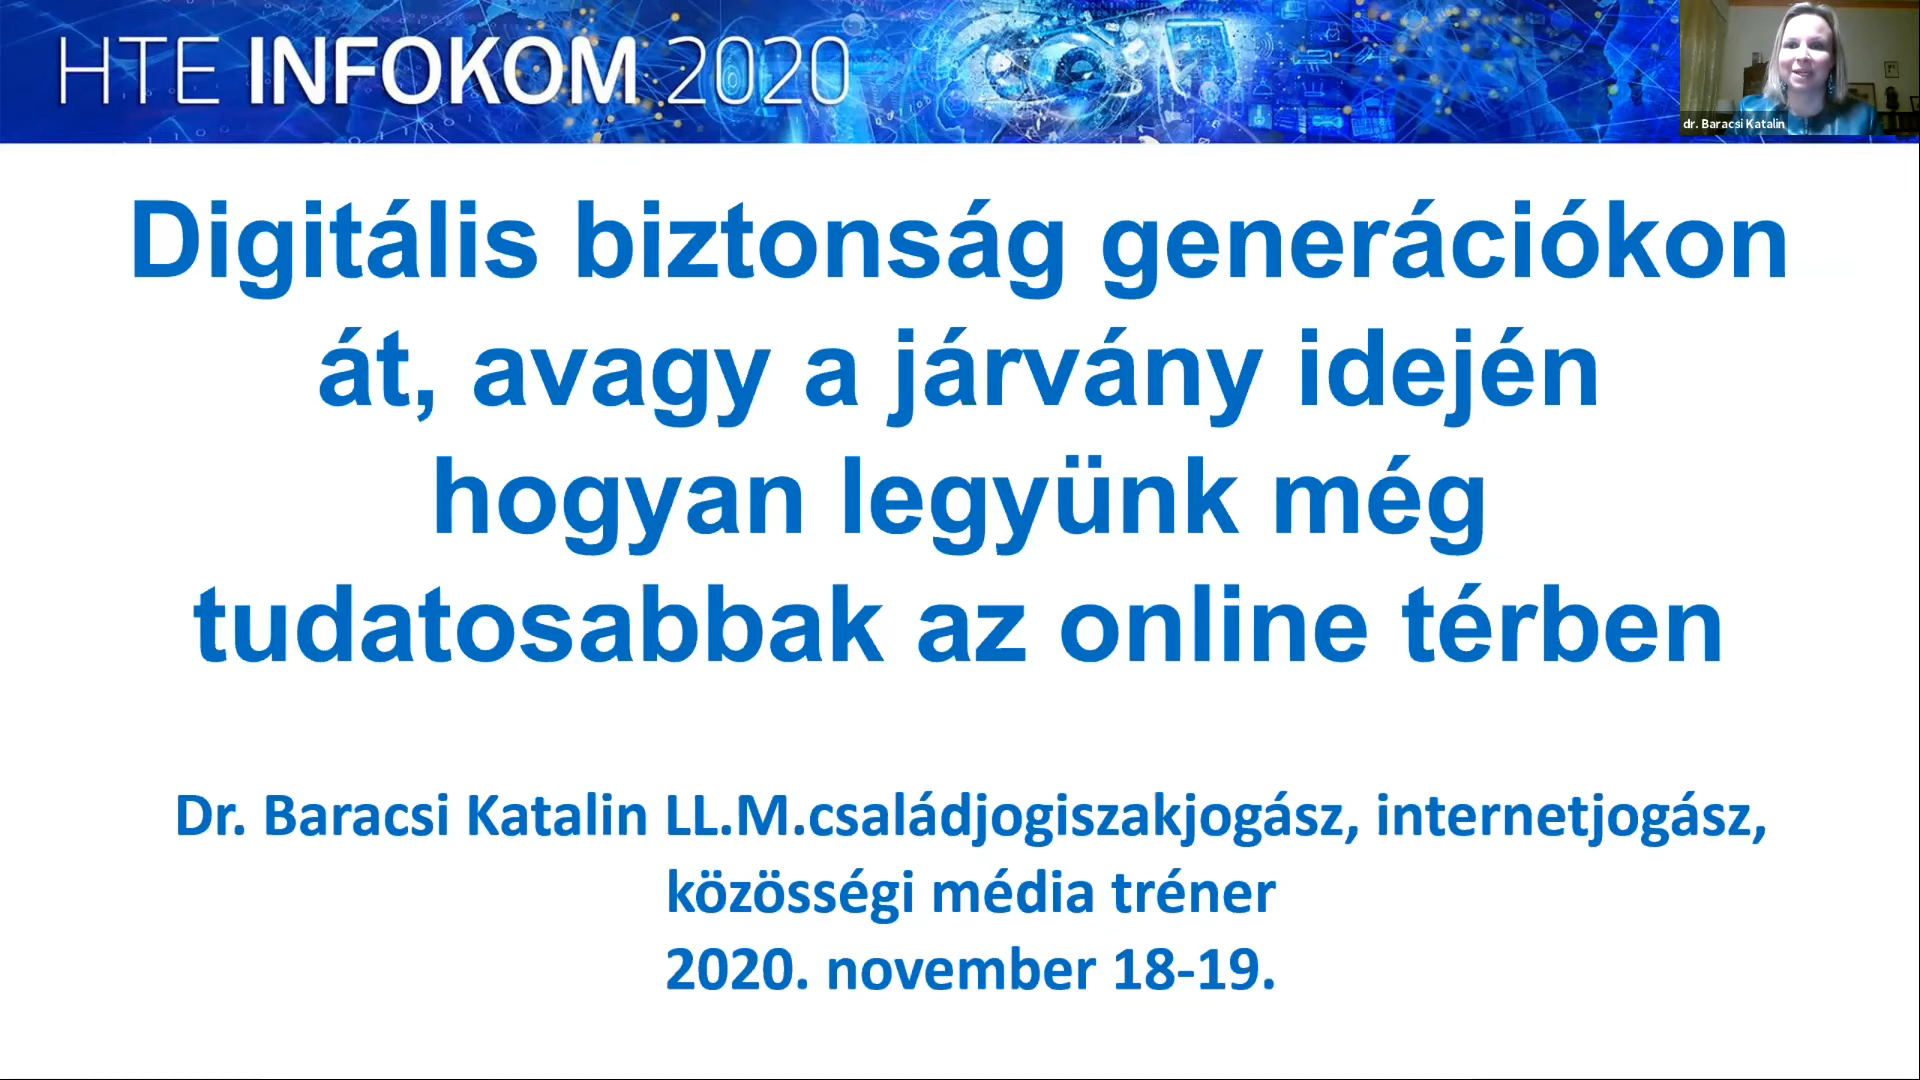 HTE INFOKOM 2020
dr. Baracsi Katalin
Digitális biztonság generációkon
át, avagy a járvány idején
hogyan legyünk még
tudatosabbak az online térben
Dr. Baracsi Katalin LL.M.családjogiszakjogász, internetjogász,
közösségi média tréner
2020. november 18-19.